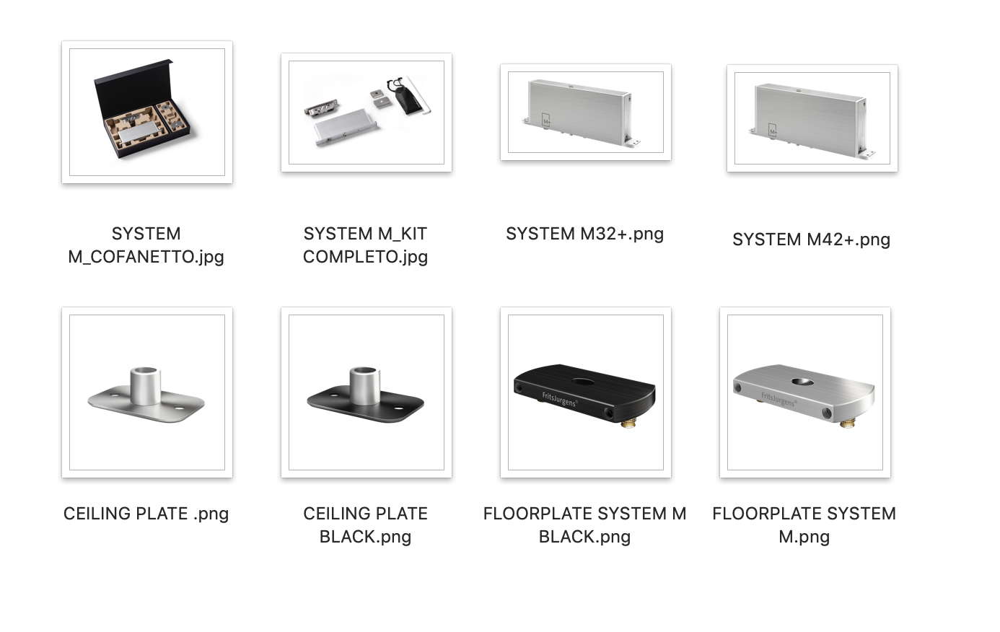 M+
M+
SYSTEM
M_COFANETTO.jpg
SYSTEM M_KIT
COMPLETO.jpg
SYSTEM M32+.png
SYSTEM M42+.png
FritsJurgens®
FritsJurgens®
CEILING PLATE .png
CEILING PLATE
BLACK.png
FLOORPLATE SYSTEM M
BLACK.png
FLOORPLATE SYSTEM
M.png